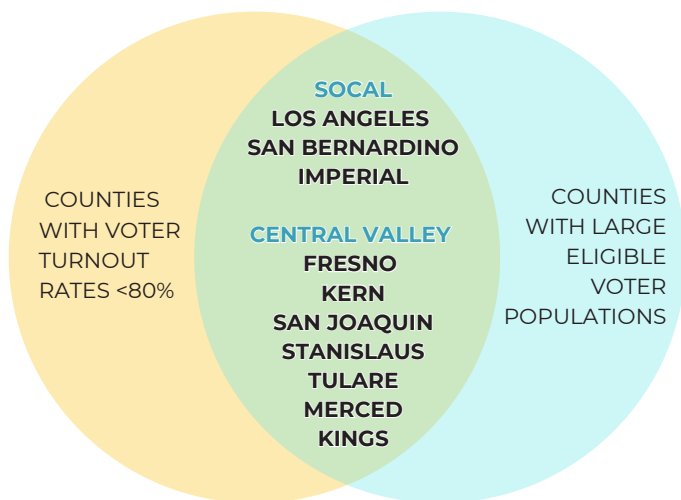 SOCAL
LOS ANGELES
SAN BERNARDINO
IMPERIAL
CENTRAL VALLEY
FRESNO
KERN
SAN JOAQUIN
STANISLAUS
TULARE
MERCED
KINGS
COUNTIES
WITH VOTER
TURNOUT
RATES <80%
COUNTIES
WITH LARGE
ELIGIBLE
VOTER
POPULATIONS